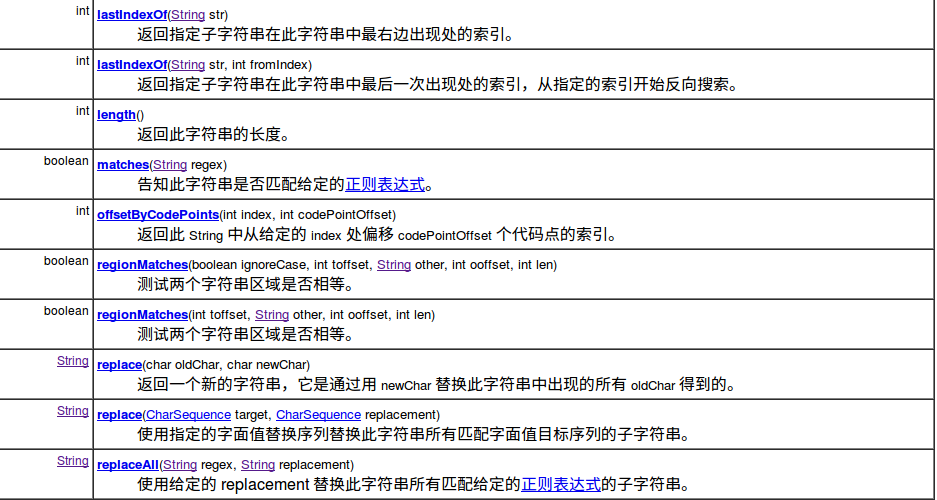 int lastIndexOf(String str)
返回指定子字符串在此字符串中最右边出现处的索引。
int lastIndexOf(String str, int fromIndex)
返回指定子字符串在此字符串中最后一次出现处的索引，从指定的索引开始反向搜索。
int length()
返回此字符串的长度。
boolean matches(String regex)
告知此字符串是否匹配给定的正则表达式。
int offsetByCodePoints(int index, int codePointOffset)
返回此 String 中从给定的 index 处偏移 codePointOffset 个代码点的索引。
boolean regionMatches(boolean ignoreCase, int toffset, String other, int ooffset, int len)
测试两个字符串区域是否相等。
boolean regionMatches(int toffset, String other, int ooffset, int len)
测试两个字符串区域是否相等。
String replace(char oldChar, char newChar)
返回一个新的字符串，它是通过用 newChar 替换此字符串中出现的所有 oldChar 得到的。
String replace(CharSequence target, CharSequence replacement)
使用指定的字面值替换序列替换此字符串所有匹配字面值目标序列的子字符串。
String replaceAll(String regex, String replacement)
使用给定的 replacement 替换此字符串所有匹配给定的正则表达式的子字符串。